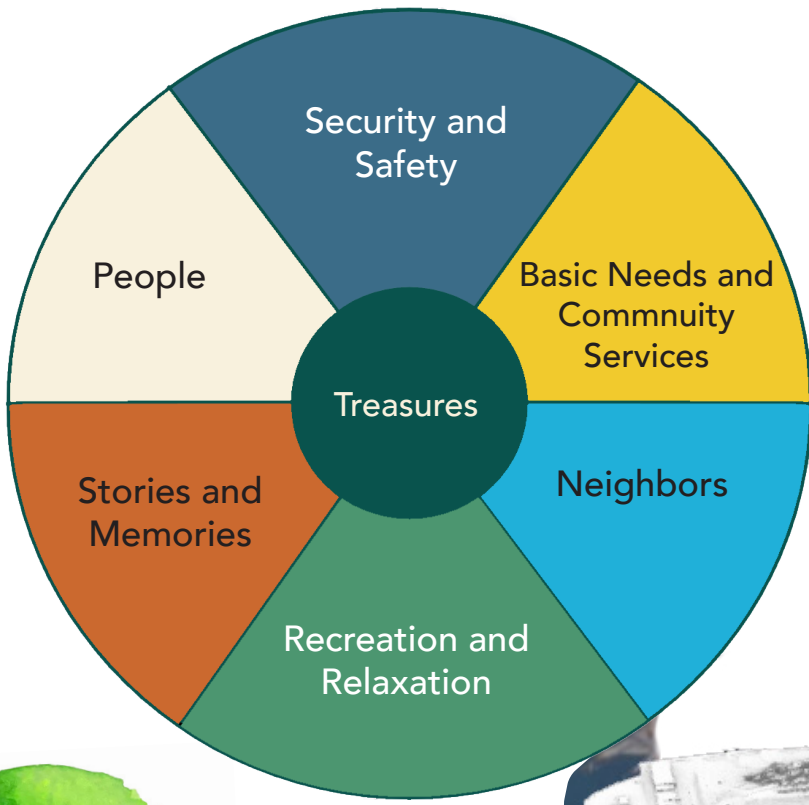 Security and
Safety
People
Basic Needs and
Commnuity
Services
Treasures
Stories and
Memories
Neighbors
Recreation and
Relaxation